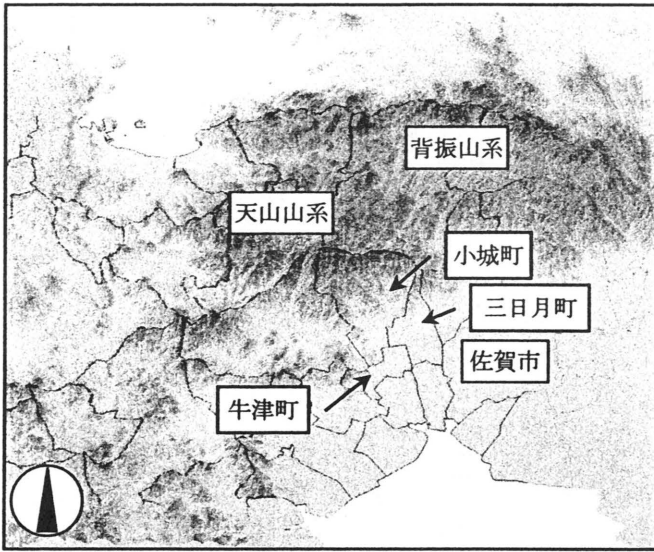 背振山系
天山山系
小城町
三日月町
佐賀市
牛津町